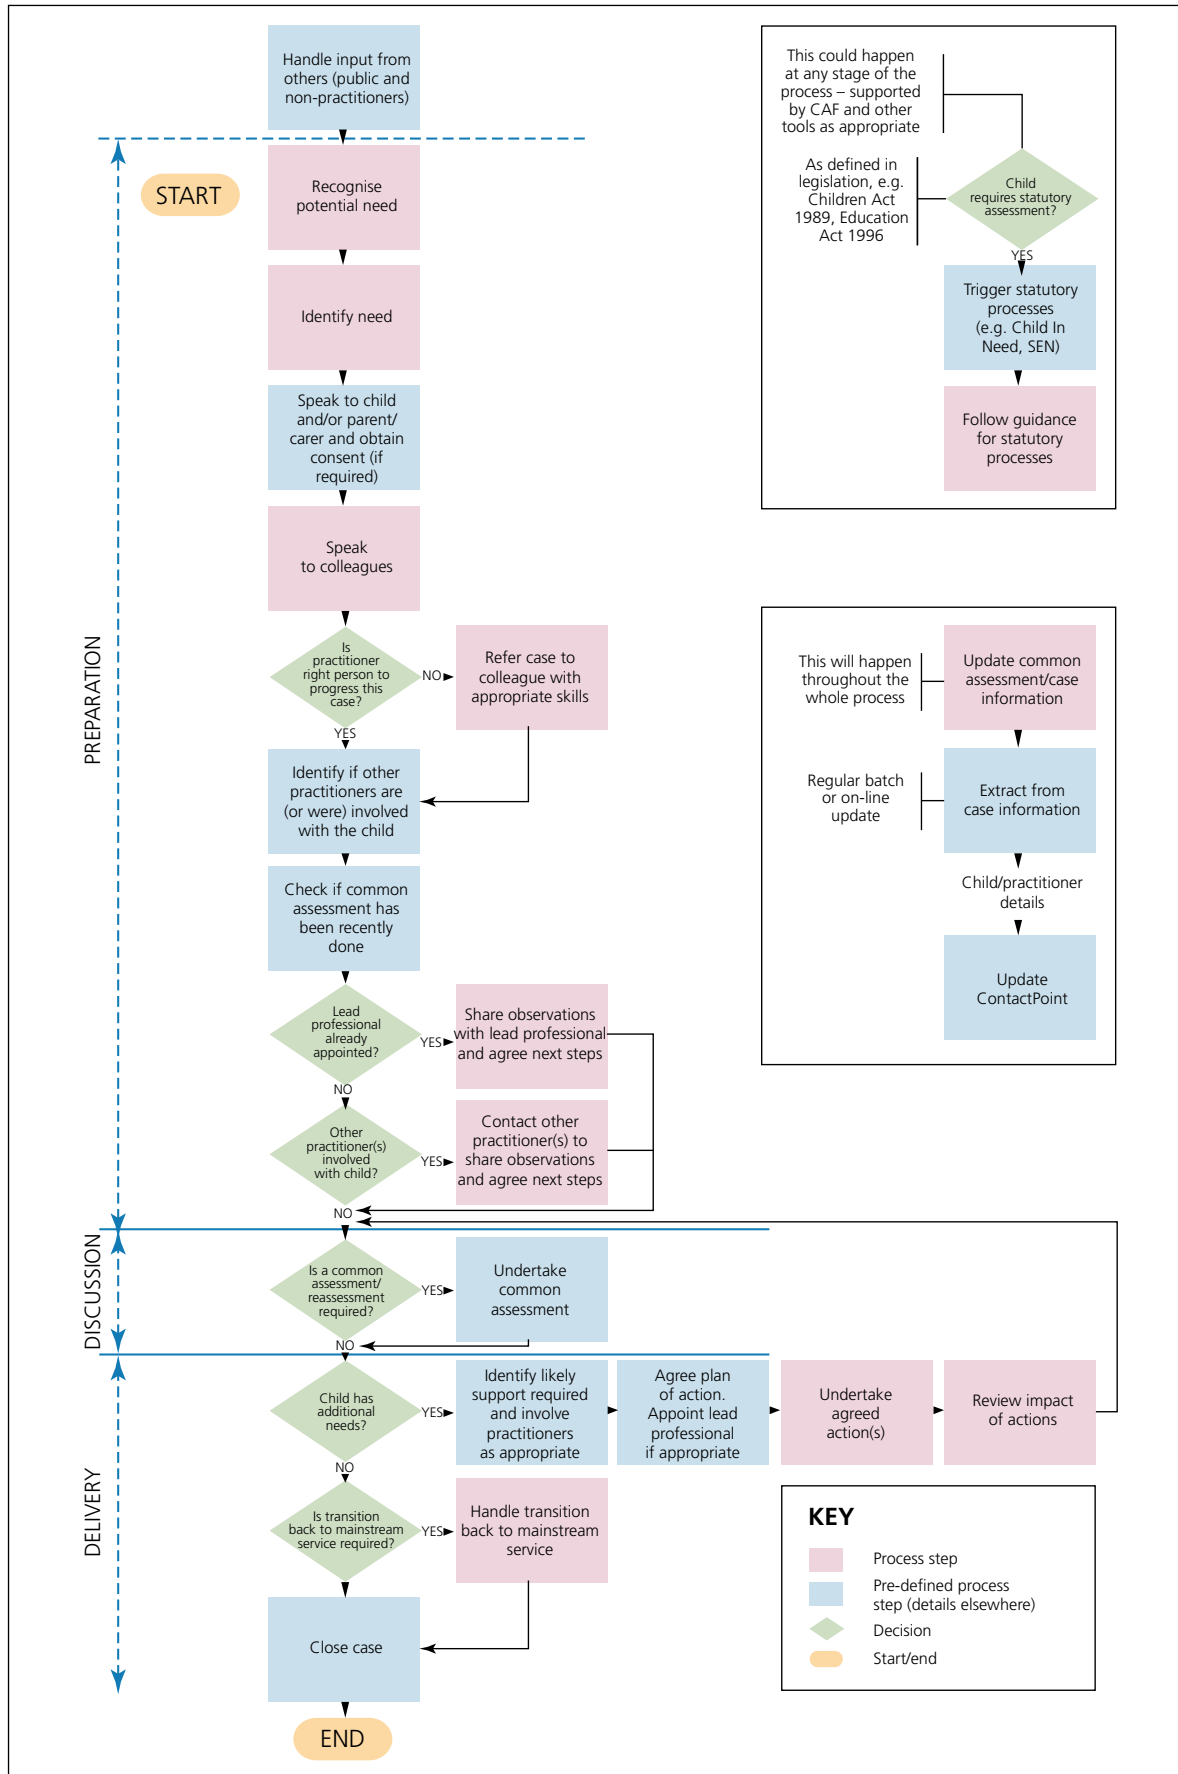 Handle input from
others (public and
non-practitioners)
START
Recognise
potential need
Identify need
Speak to child
and/or parent/
carer and obtain
consent (if
required)
Speak
to colleagues
PREPARATION
Is
practitioner
right person to
progress this
case?
NO
Refer case to
colleague with
appropriate skills
YES
Identify if other
practitioners are
(or were) involved
with the child
Check if common
assessment has
been recently
done
Lead
professional
already
appointed?
YES
Share observations
with lead professional
and agree next steps
NO
Other
practitioner(s)
involved
with child?
YES
Contact other
practitioner(s) to
share observations
and agree next steps
NO
DISCUSSION
Is a common
assessment/
reassessment
required?
YES
Undertake
common
assessment
NO
DELIVERY
Child has
additional
needs?
YES
Identify likely
support required
and involve
practitioners
as appropriate
Agree plan
of action.
Appoint lead
professional
if appropriate
Undertake
agreed
action(s)
Review impact
of actions
NO
Is transition
back to mainstream
service required?
YES
Handle transition
back to mainstream
service
Close case
END
This could happen
at any stage of the
process – supported
by CAF and other
tools as appropriate
As defined in
legislation, e.g.
Children Act
1989, Education
Act 1996
Child
requires statutory
assessment?
YES
Trigger statutory
processes
(e.g. Child In
Need, SEN)
Follow guidance
for statutory
processes
This will happen
throughout the
whole process
Update common
assessment/case
information
Regular batch
or on-line
update
Extract from
case information
Child/practitioner
details
Update
ContactPoint
KEY
Process step
Pre-defined process
step (details elsewhere)
Decision
Start/end